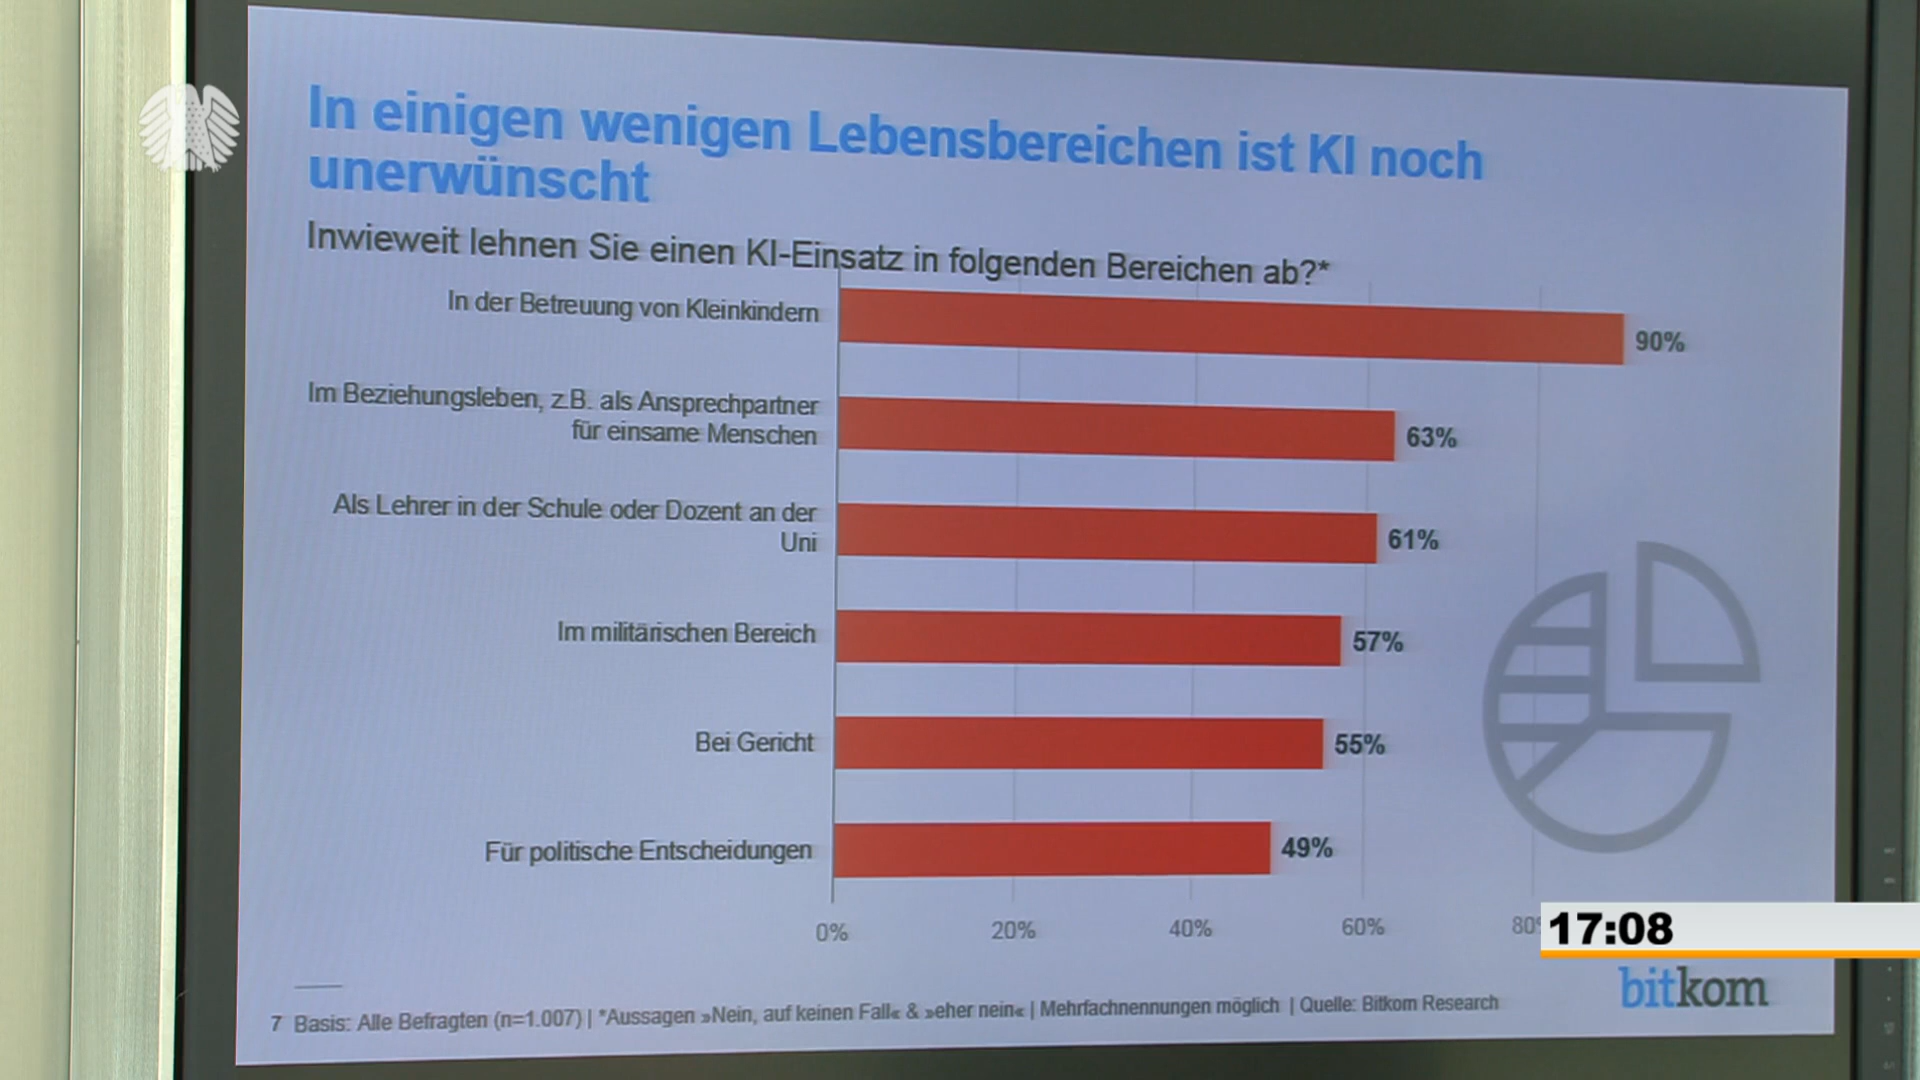 In einigen wenigen Lebensbereichen ist KI noch
unerwünscht
Inwieweit lehnen Sie einen KI-Einsatz in folgenden Bereichen ab?*
In der Betreuung von Kleinkindern
90%
Im Beziehungsleben, z.B. als Ansprechpartner
für einsame Menschen
63%
Als Lehrer in der Schule oder Dozent an der
Uni
61%
Im militärischen Bereich
57%
Bei Gericht
55%
Für politische Entscheidungen
49%
0% 20% 40% 60% 80
17:08
bitkom
7 Basis: Alle Befragten (n=1.007) | *Aussagen »Nein, auf keinen Fall« & »eher nein« | Mehrfachnennungen möglich | Quelle: Bitkom Research